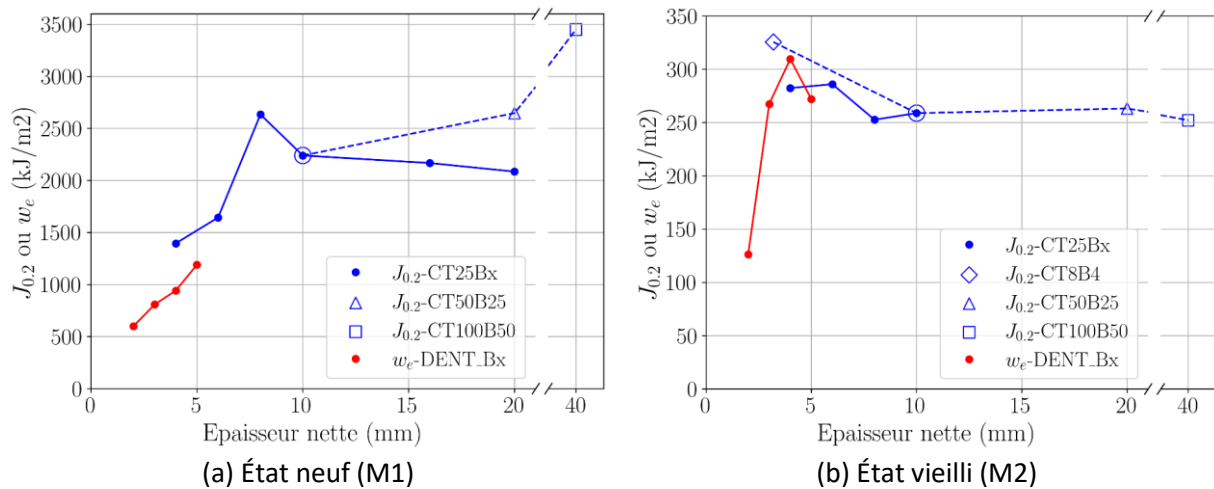 3500
3000
2500
2000
1500
1000
500
0
J0.2 ou we (kJ/m2)
J0.2-CT25Bx
J0.2-CT50B25
J0.2-CT100B50
we-DENT_Bx
0 5 10 15 20 40
Epaisseur nette (mm)
(a) État neuf (M1)
350
300
250
200
150
100
50
0
J0.2 ou we (kJ/m2)
J0.2-CT25Bx
J0.2-CT8B4
J0.2-CT50B25
J0.2-CT100B50
we-DENT_Bx
0 5 10 15 20 40
Epaisseur nette (mm)
(b) État vieilli (M2)